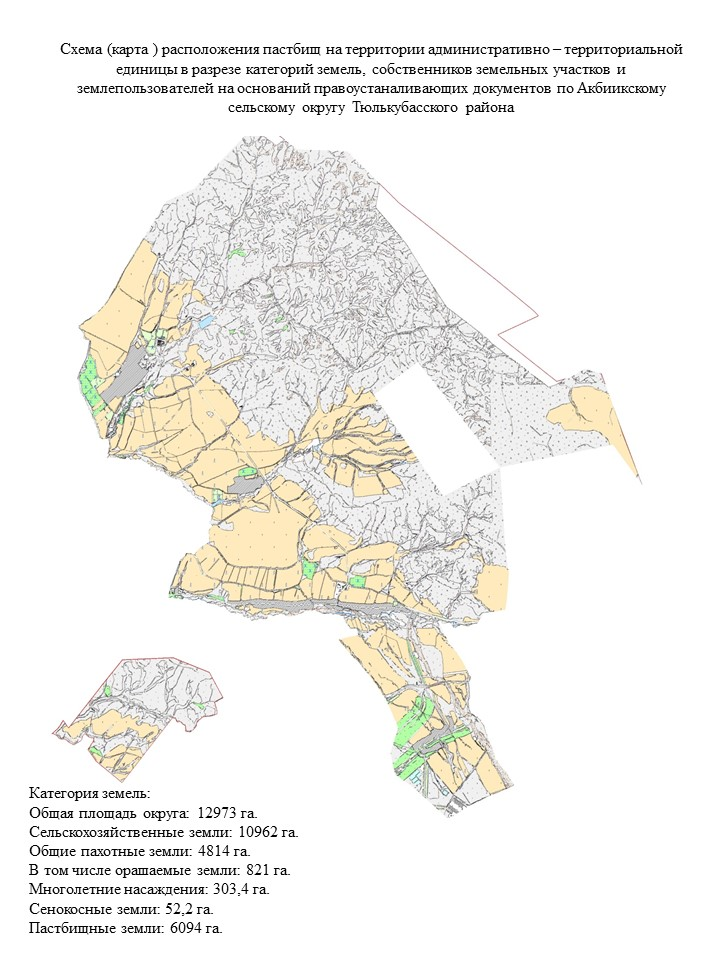 Схема (карта ) расположения пастбищ на территории административно – территориальной
единицы в разрезе категорий земель, собственников земельных участков и
землепользователей на оснований правоустаналивающих документов по Акбиикскому
сельскому округу Тюлькубасского района
Категория земель:
Общая площадь округа: 12973 га.
Сельскохозяйственные земли: 10962 га.
Общие пахотные земли: 4814 га.
В том числе орашаемые земли: 821 га.
Многолетние насаждения: 303,4 га.
Сенокосные земли: 52,2 га.
Пастбищные земли: 6094 га.